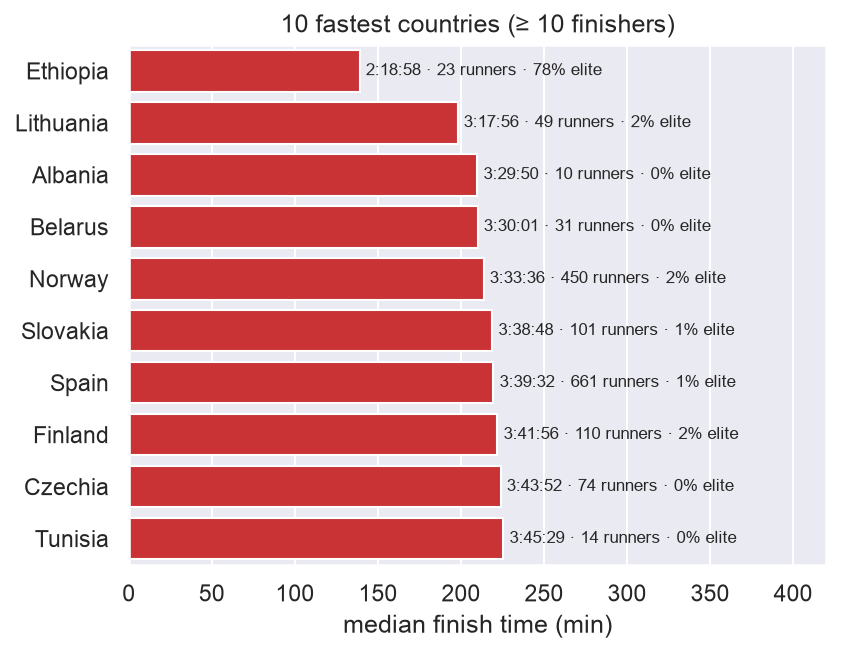 10 fastest countries (≥ 10 finishers)
Ethiopia 2:18:58 · 23 runners · 78% elite
Lithuania 3:17:56 · 49 runners · 2% elite
Albania 3:29:50 · 10 runners · 0% elite
Belarus 3:30:01 · 31 runners · 0% elite
Norway 3:33:36 · 450 runners · 2% elite
Slovakia 3:38:48 · 101 runners · 1% elite
Spain 3:39:32 · 661 runners · 1% elite
Finland 3:41:56 · 110 runners · 2% elite
Czechia 3:43:52 · 74 runners · 0% elite
Tunisia 3:45:29 · 14 runners · 0% elite
0 50 100 150 200 250 300 350 400
median finish time (min)